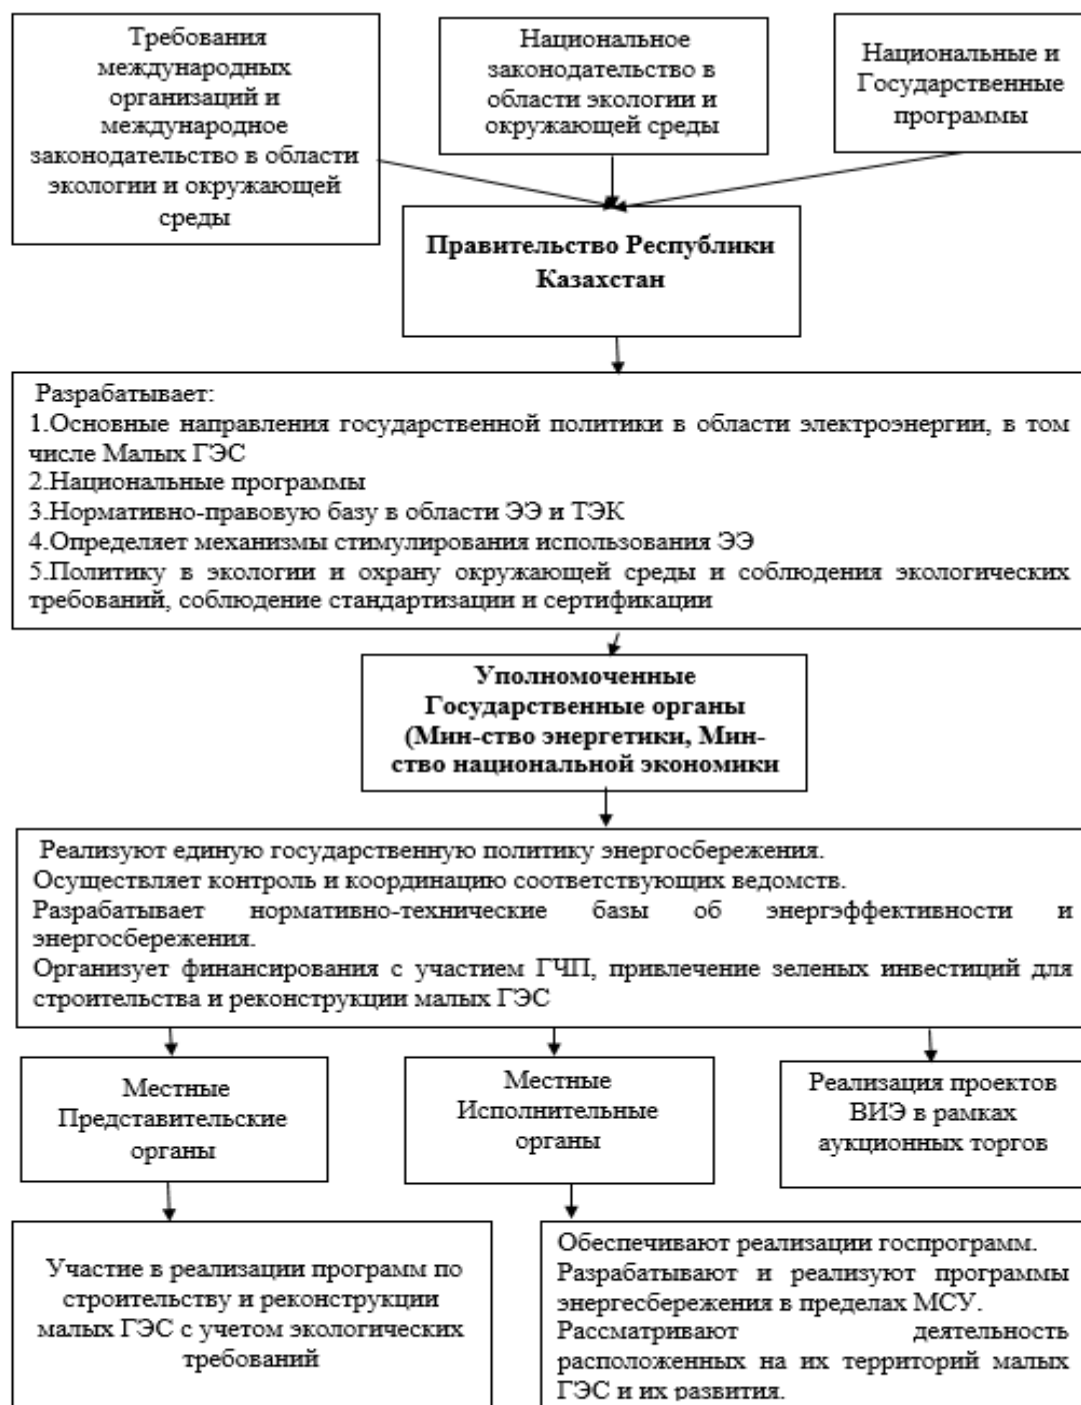 Требования
международных
организаций и
международное
законодательство в области
экологии и окружающей
среды
Национальное
законодательство в
области экологии и
окружающей среды
Национальные и
Государственные
программы
Правительство Республики
Казахстан
Разрабатывает:
1.Основные направления государственной политики в области электроэнергии, в том
числе Малых ГЭС
2.Национальные программы
3.Нормативно-правовую базу в области ЭЭ и ТЭК
4.Определяет механизмы стимулирования использования ЭЭ
5.Политику в экологии и охрану окружающей среды и соблюдения экологических
требований, соблюдение стандартизации и сертификации
Уполномоченные
Государственные органы
(Мин-ство энергетики, Мин-
ство национальной экономики
Реализуют единую государственную политику энергосбережения.
Осуществляет контроль и координацию соответствующих ведомств.
Разрабатывает нормативно-технические базы об энергэффективности и
энергосбережения.
Организует финансирования с участием ГЧП, привлечение зеленых инвестиций для
строительства и реконструкции малых ГЭС
Местные
Представительские
органы
Местные
Исполнительные
органы
Реализация проектов
ВИЭ в рамках
аукционных торгов
Участие в реализации программ по
строительству и реконструкции
малых ГЭС с учетом экологических
требований
Обеспечивают реализации госпрограмм.
Разрабатывают и реализуют программы
энергесбережения в пределах МСУ.
Рассматривают деятельность
расположенных на их территорий малых
ГЭС и их развития.